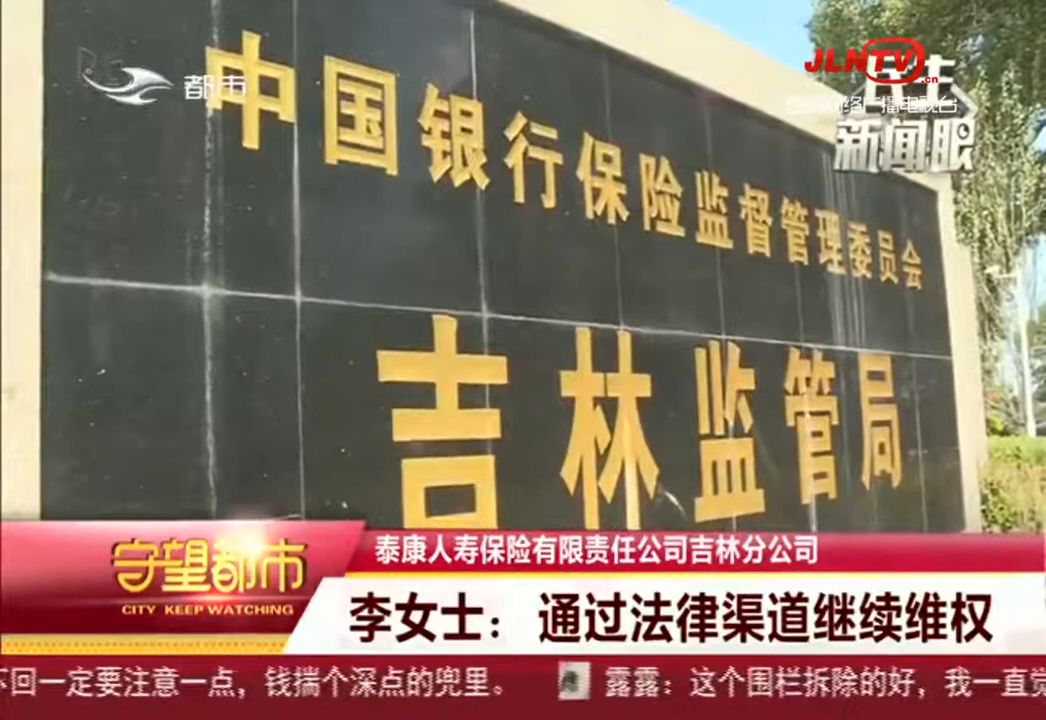 都市
JLNTV
.cn
新闻眼
中国银行保险监督管理委员会
吉林监管局
守望都市
CITY KEEP WATCHING
泰康人寿保险有限责任公司吉林分公司
李女士：通过法律渠道继续维权
回一定要注意一点，钱揣个深点的兜里。
露露：这个围栏拆除的好，我一直觉